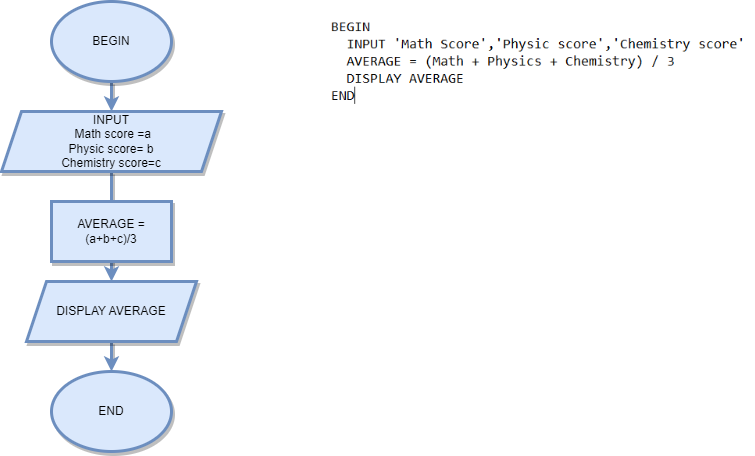 BEGIN
INPUT
Math score =a
Physic score= b
Chemistry score=c
AVERAGE =
(a+b+c)/3
DISPLAY AVERAGE
END
BEGIN
INPUT 'Math Score','Physic score','Chemistry score'
AVERAGE = (Math + Physics + Chemistry) / 3
DISPLAY AVERAGE
END